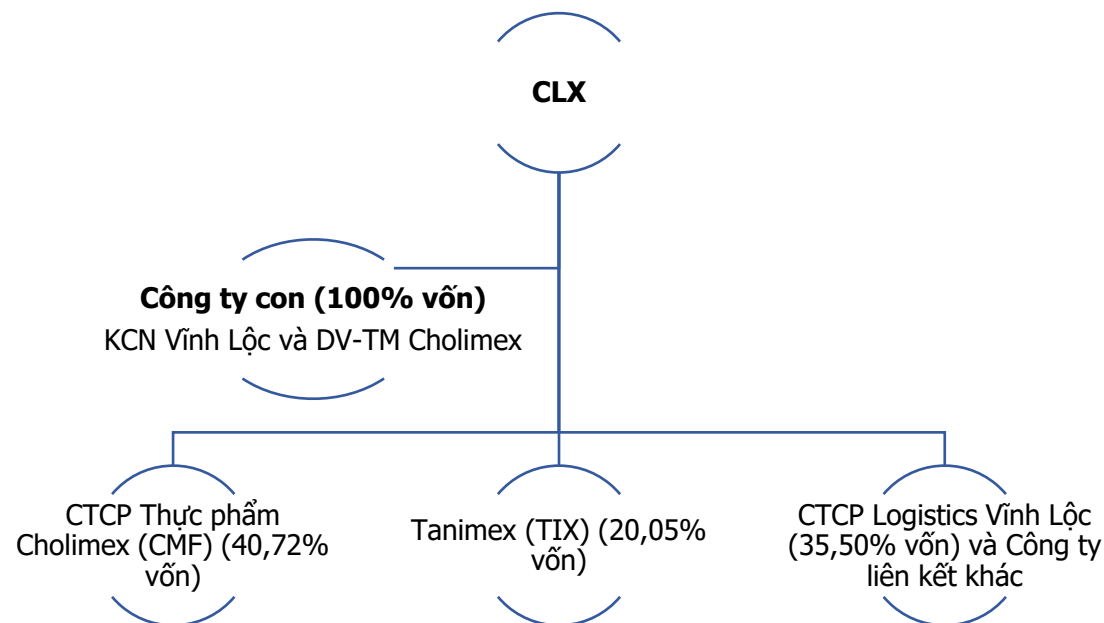 CLX
Công ty con (100% vốn)
KCN Vĩnh Lộc và DV-TM Cholimex
CTCP Thực phẩm
Cholimex (CMF) (40,72%
vốn)
Tanimex (TIX) (20,05%
vốn)
CTCP Logistics Vĩnh Lộc
(35,50% vốn) và Công ty
liên kết khác